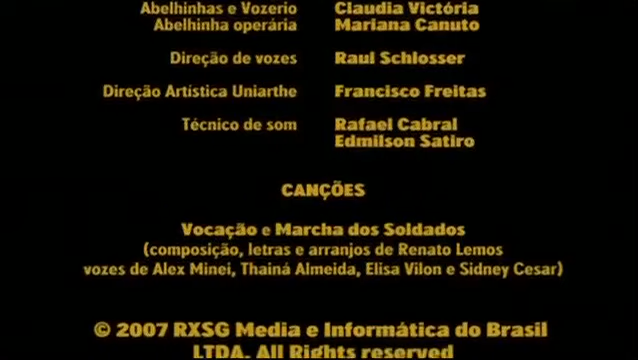 Abelhinhas e Vozerio Claudia Victória
Abelhinha operária Mariana Canuto
Direção de vozes Raul Schlosser
Direção Artística Uniarthe Francisco Freitas
Técnico de som Rafael Cabral
Edmilson Satiro
CANÇÕES
Vocação e Marcha dos Soldados
(composição, letras e arranjos de Renato Lemos
vozes de Alex Minei, Thainá Almeida, Elisa Vilon e Sidney Cesar)
© 2007 RXSG Media e Informática do Brasil
LTDA. All Rights reserved